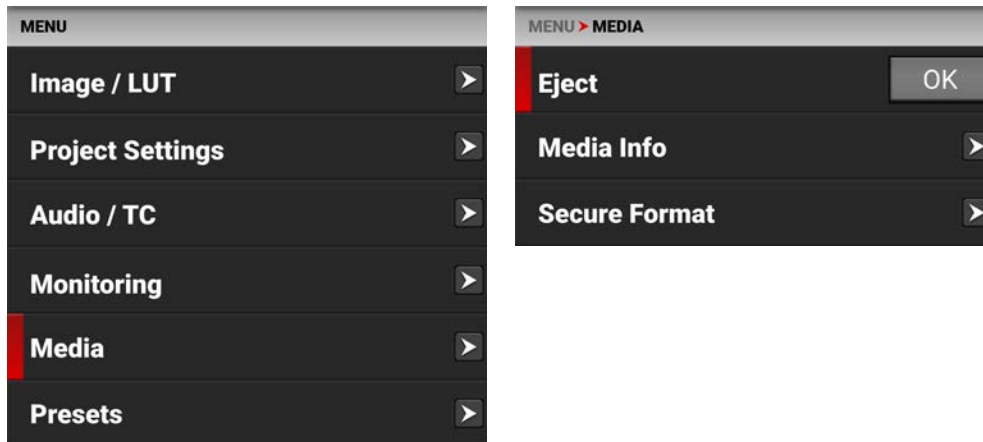 MENU
Image / LUT
Project Settings
Audio / TC
Monitoring
Media
Presets
MENU > MEDIA
Eject OK
Media Info
Secure Format